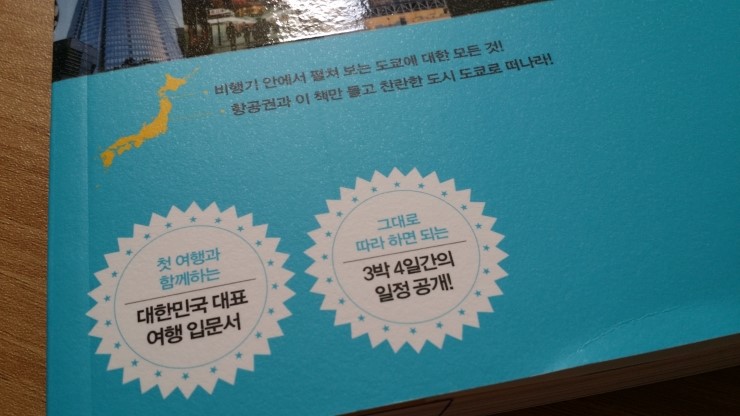 비행기 안에서 펼쳐 보는 도쿄에 대한 모든 것!
항공권과 이 책만 들고 찬란한 도시 도쿄로 떠나라!
첫 여행과
함께하는
대한민국 대표
여행 입문서
그대로
따라 하면 되는
3박 4일간의
일정 공개!